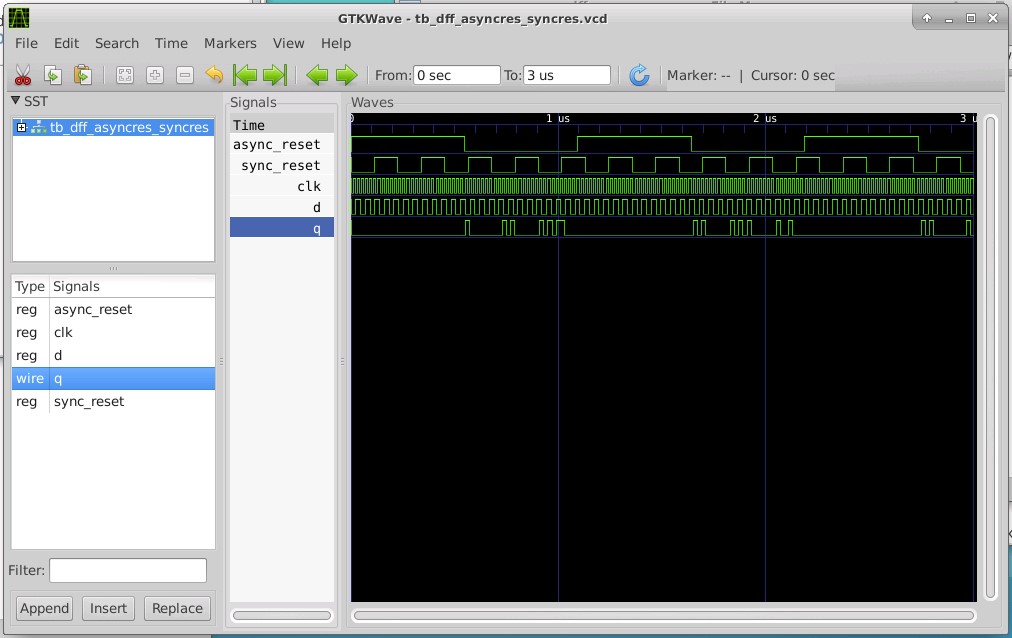 GTKWave - tb_dff_asyncres_syncres.vcd
File Edit Search Time Markers View Help
From: 0 sec To: 3 us Marker: -- | Cursor: 0 sec
SST
tb_dff_asyncres_syncres
Type Signals
reg async_reset
reg clk
reg d
wire q
reg sync_reset
Filter:
Append Insert Replace
Signals
Time
async_reset
sync_reset
clk
d
q
Waves
1 us 2 us 3 u